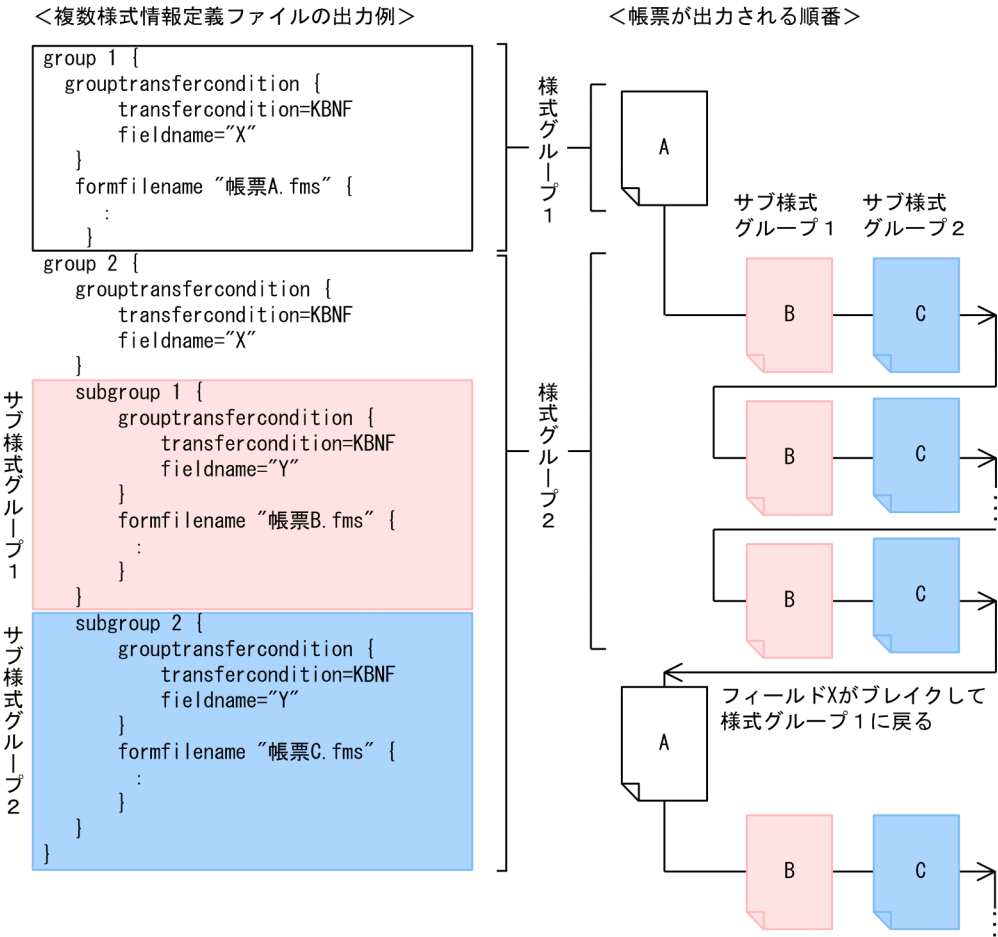 ＜複数様式情報定義ファイルの出力例＞
group 1 {
grouptransfercondition {
transfercondition=KBNF
fieldname="X"
}
formfilename "帳票A.fms" {
:
}
group 2 {
grouptransfercondition {
transfercondition=KBNF
fieldname="X"
}
subgroup 1 {
grouptransfercondition {
transfercondition=KBNF
fieldname="Y"
}
formfilename "帳票B.fms" {
:
}
}
subgroup 2 {
grouptransfercondition {
transfercondition=KBNF
fieldname="Y"
}
formfilename "帳票C.fms" {
:
}
}
}
サブ様式グループ1
サブ様式グループ2
様式グループ1
様式グループ2
＜帳票が出力される順番＞
A
サブ様式
グループ1
サブ様式
グループ2
B
C
B
C
B
C
フィールドXがブレイクして
様式グループ1に戻る
A
B
C